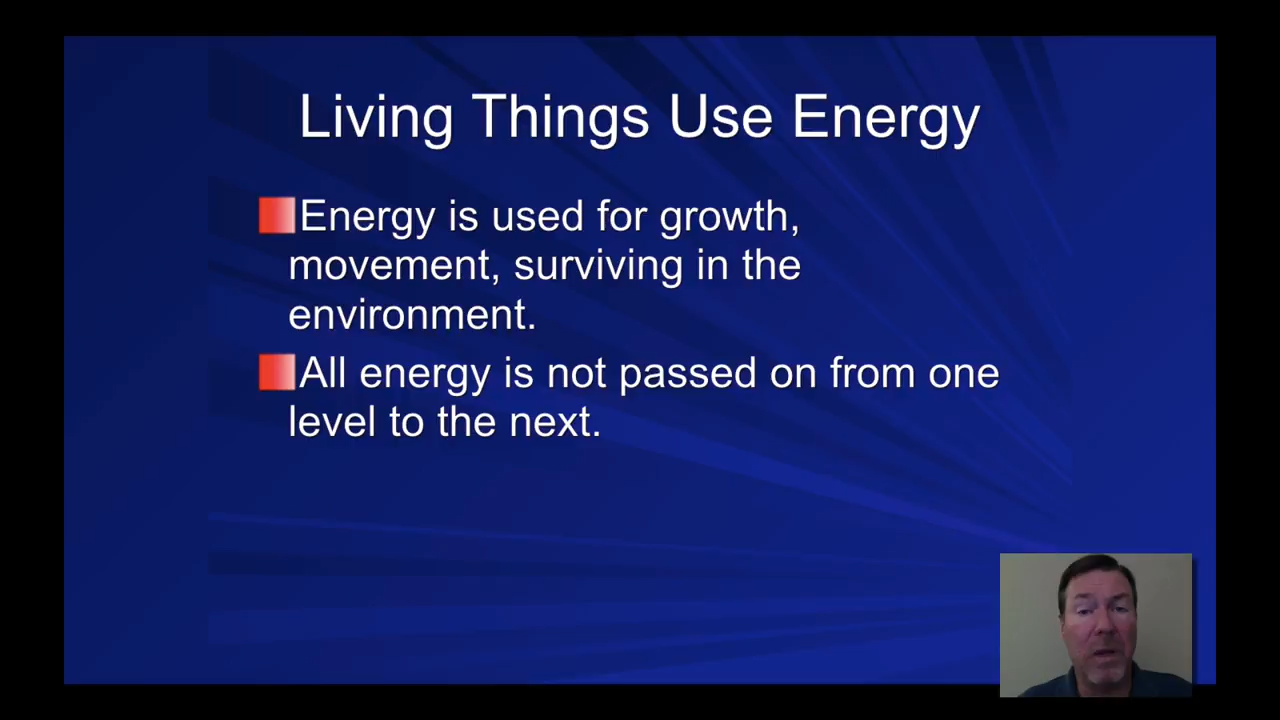 Living Things Use Energy
Energy is used for growth,
movement, surviving in the
environment.
All energy is not passed on from one
level to the next.